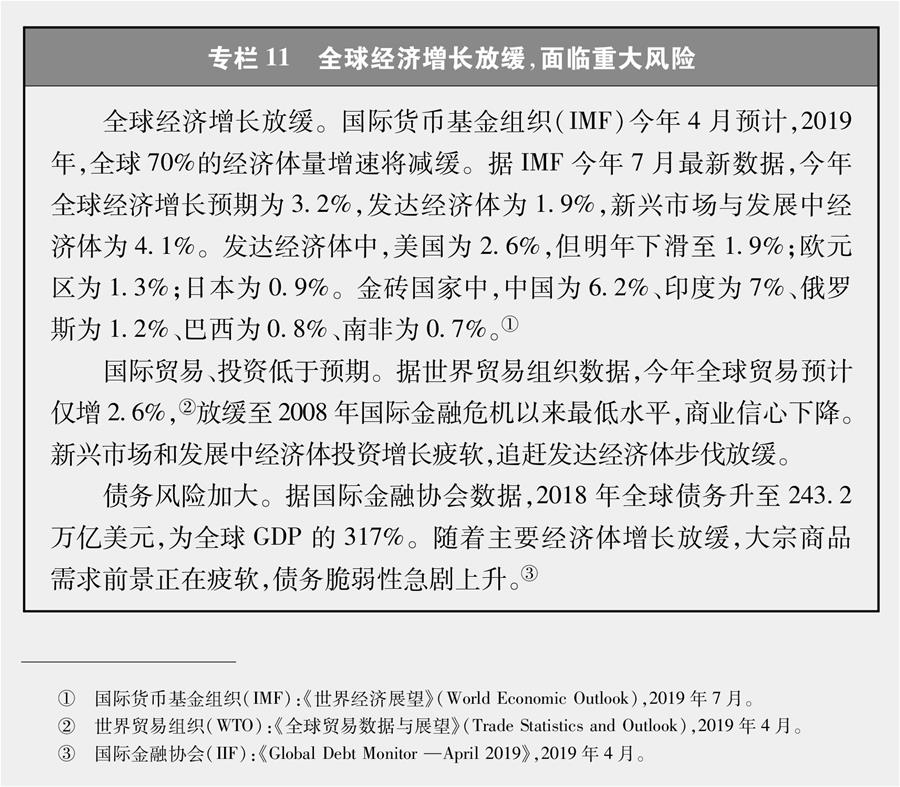 专栏 11 全球经济增长放缓，面临重大风险
全球经济增长放缓。国际货币基金组织(IMF)今年 4 月预计，2019
年，全球 70%的经济体量增速将减缓。据 IMF 今年 7 月最新数据，今年
全球经济增长预期为 3.2%，发达经济体为 1.9%，新兴市场与发展中经
济体为 4.1%。发达经济体中，美国为 2.6%，但明年下滑至 1.9%；欧元
区为 1.3%；日本为 0.9%。金砖国家中，中国为 6.2%、印度为 7%、俄罗
斯为 1.2%、巴西为 0.8%、南非为 0.7%。①
国际贸易、投资低于预期。据世界贸易组织数据，今年全球贸易预计
仅增 2.6%，②放缓至 2008 年国际金融危机以来最低水平，商业信心下降。
新兴市场和发展中经济体投资增长疲软，追赶发达经济体步伐放缓。
债务风险加大。据国际金融协会数据，2018 年全球债务升至 243.2
万亿美元，为全球 GDP 的 317%。随着主要经济体增长放缓，大宗商品
需求前景正在疲软，债务脆弱性急剧上升。③
① 国际货币基金组织(IMF)：《世界经济展望》(World Economic Outlook)，2019 年 7 月。
② 世界贸易组织(WTO)：《全球贸易数据与展望》(Trade Statistics and Outlook)，2019 年 4 月。
③ 国际金融协会(IIF)：《Global Debt Monitor —April 2019》，2019 年 4 月。